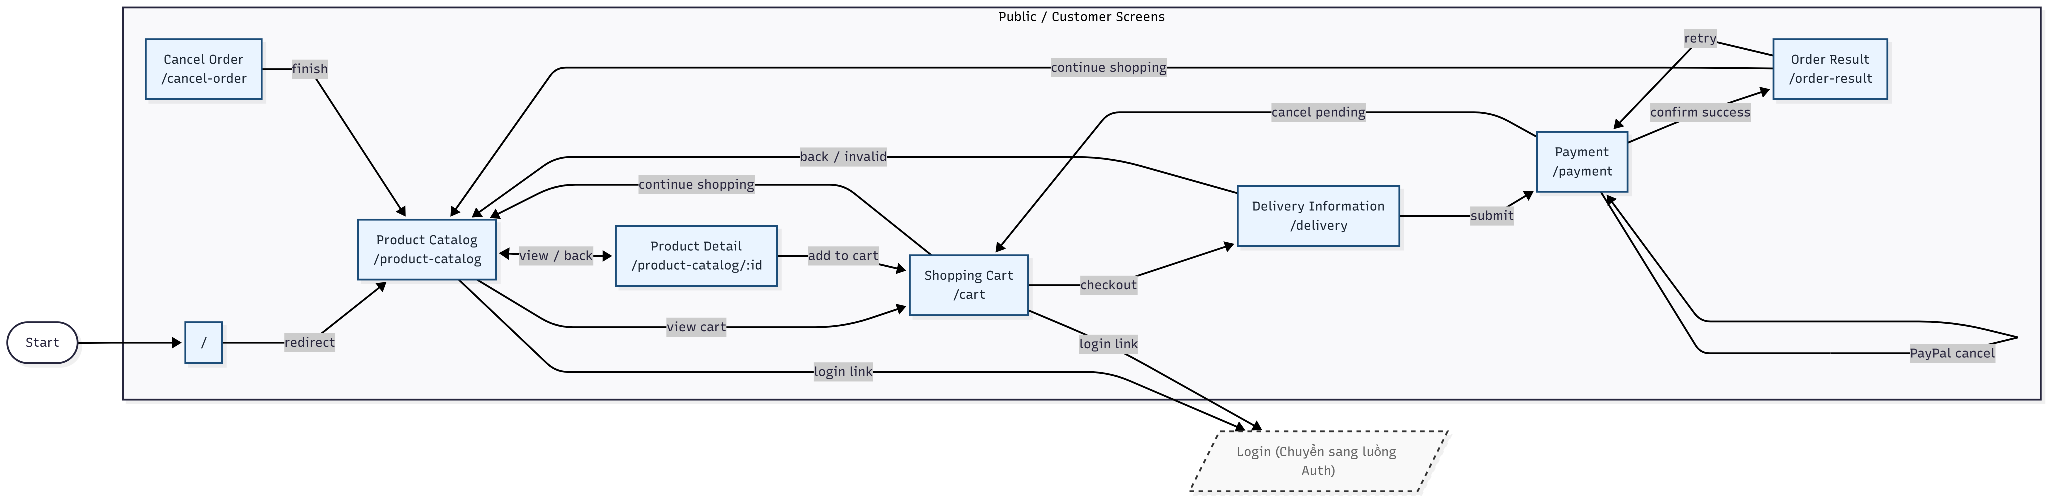 Public / Customer Screens
Cancel Order
/cancel-order
finish
continue shopping
retry
Order Result
/order-result
cancel pending
confirm success
Payment
/payment
back / invalid
continue shopping
Delivery Information
/delivery
submit
Product Catalog
/product-catalog
view / back
Product Detail
/product-catalog/:id
add to cart
Shopping Cart
/cart
checkout
Start
/
redirect
view cart
login link
login link
PayPal cancel
Login (Chuyển sang luồng
Auth)